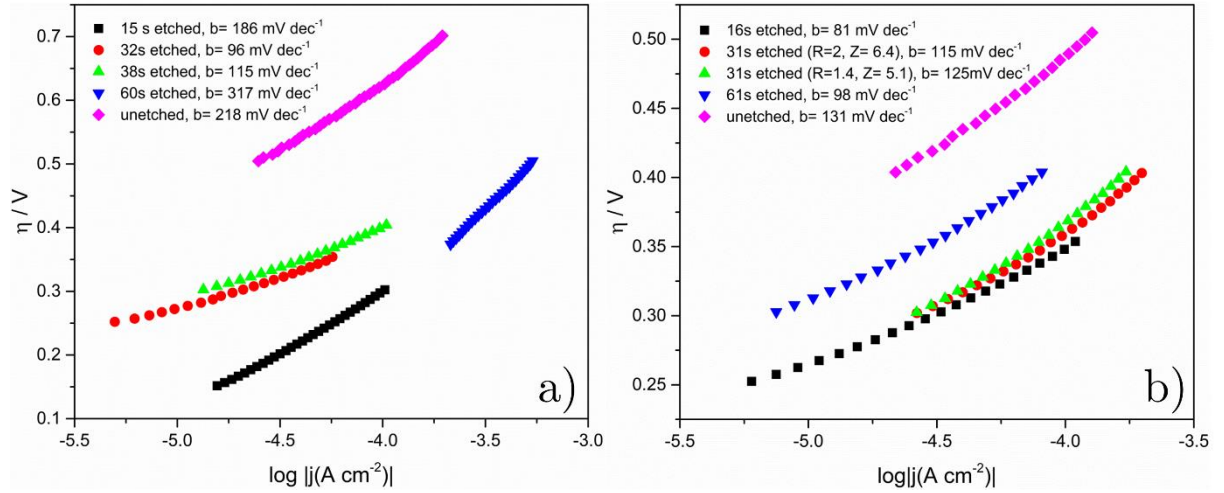 15 s etched, b= 186 mV dec⁻¹
32s etched, b= 96 mV dec⁻¹
38s etched, b= 115 mV dec⁻¹
60s etched, b= 317 mV dec⁻¹
unetched, b= 218 mV dec⁻¹
0.7
0.6
0.5
0.4
0.3
0.2
0.1
η / V
-5.5
-5.0
-4.5
-4.0
-3.5
-3.0
log |j(A cm⁻²)|
a)
16s etched, b= 81 mV dec⁻¹
31s etched (R=2, Z= 6.4), b= 115 mV dec⁻¹
31s etched (R=1.4, Z= 5.1), b= 125mV dec⁻¹
61s etched, b= 98 mV dec⁻¹
unetched, b= 131 mV dec⁻¹
0.50
0.45
0.40
0.35
0.30
0.25
η / V
-5.5
-5.0
-4.5
-4.0
-3.5
log|j(A cm⁻²)|
b)